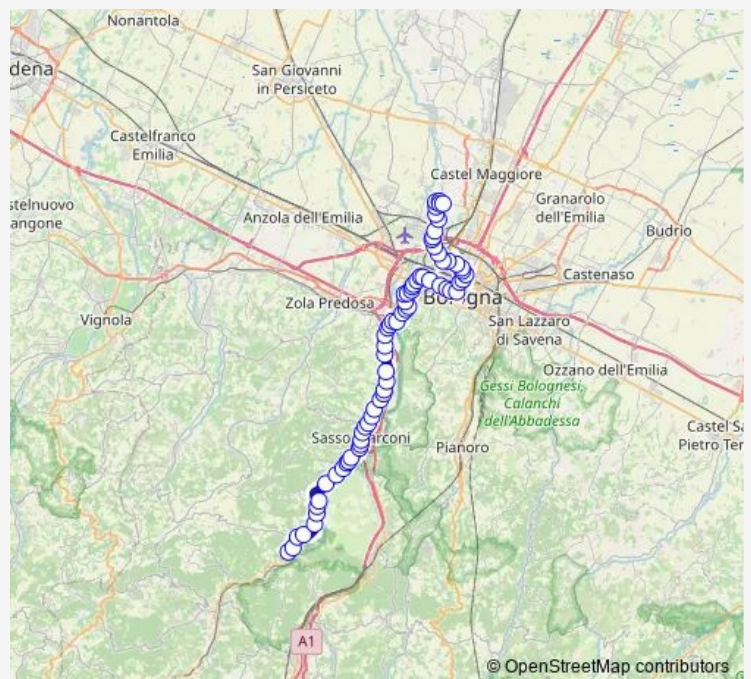 Nonantola
dena
San Giovanni
in Persiceto
Castelfranco
Emilia
Castel Maggiore
stelnuovo
angone
Anzola dell'Emilia
Granarolo
dell'Emilia
Budrio
Castenaso
Zola Predosa
Vignola
San Lazzaro
di Savena
Ozzano dell'Emilia
Gessi Bolognesi,
Calanchi
dell'Abbadessa
Castel Sa
Pietro Ter
Pianoro
A1
© OpenStreetMap contributors